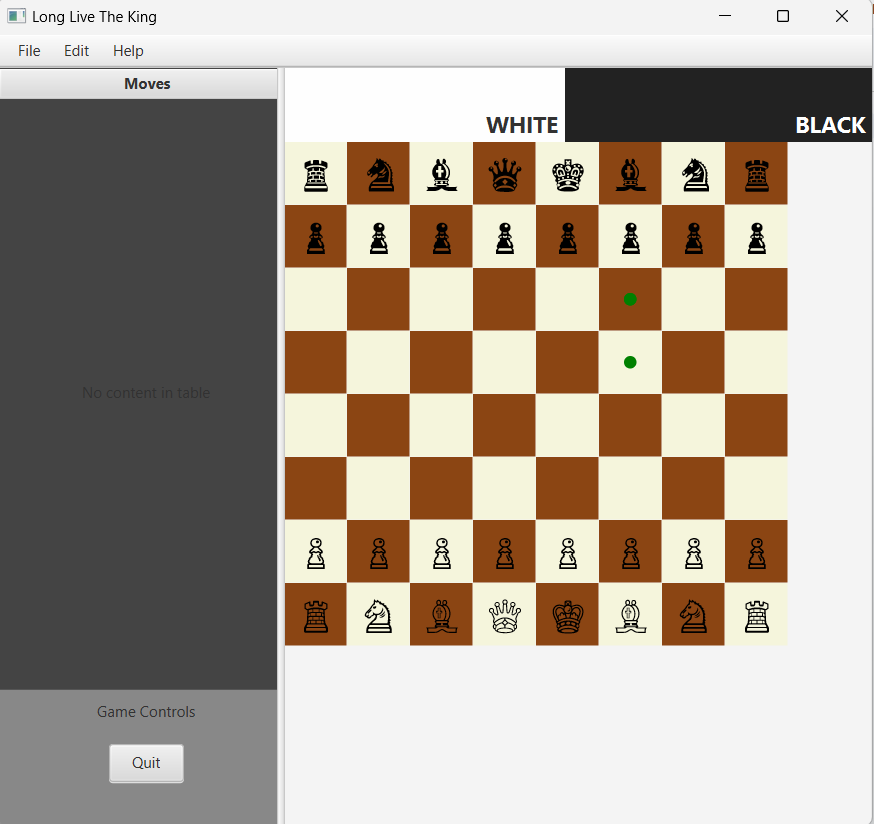 Long Live The King
File Edit Help
Moves
WHITE
BLACK
No content in table
Game Controls
Quit